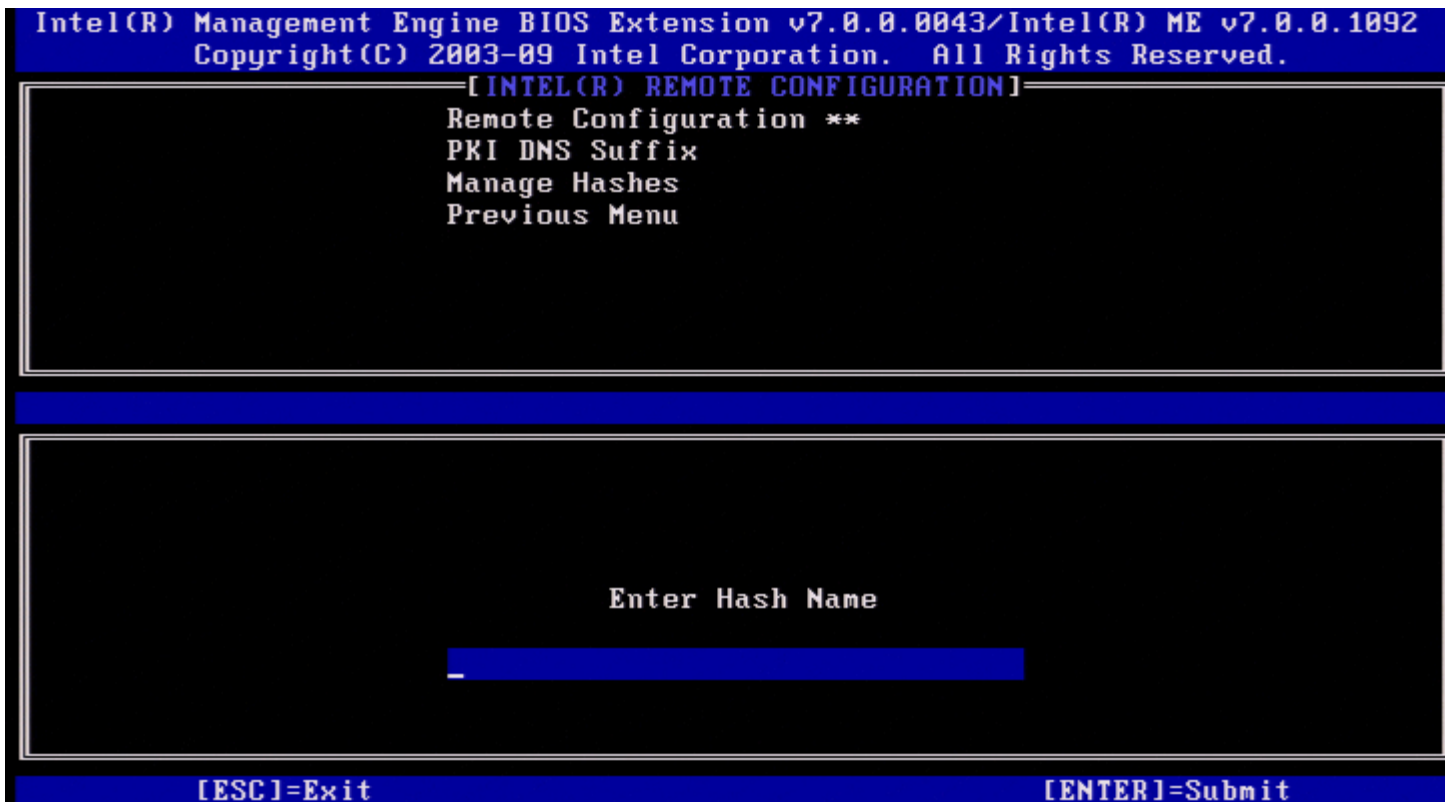 Intel(R) Management Engine BIOS Extension v7.0.0.0043/Intel(R) ME v7.0.0.1092
Copyright(C) 2003-09 Intel Corporation. All Rights Reserved.
[INTEL(R) REMOTE CONFIGURATION]
Remote Configuration **
PKI DNS Suffix
Manage Hashes
Previous Menu
Enter Hash Name
[ESC]=Exit [ENTER]=Submit